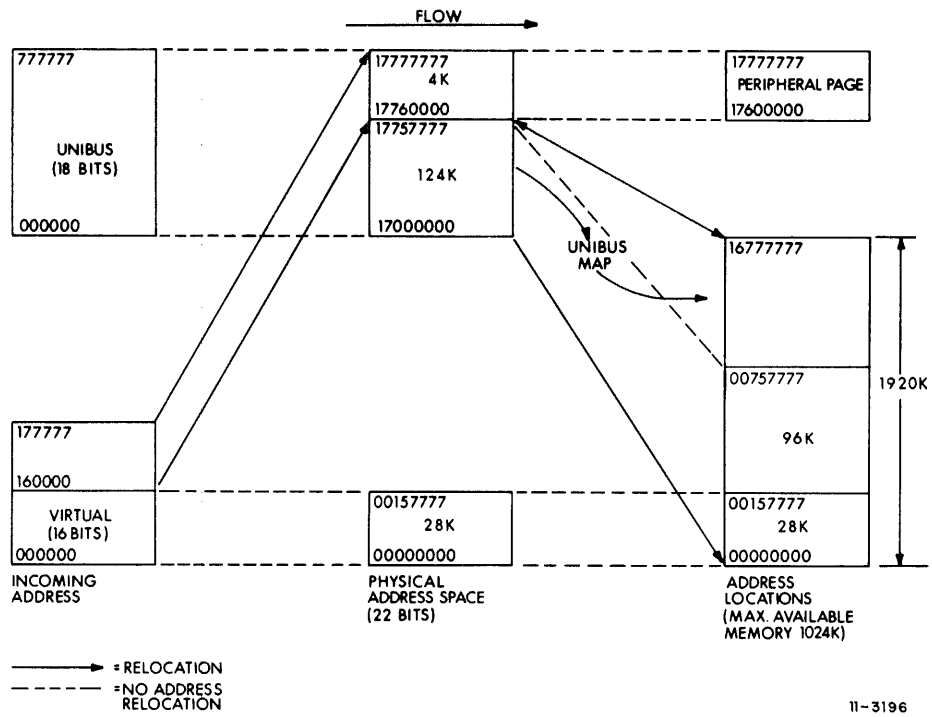 FLOW
777777
UNIBUS
(18 BITS)
000000
177777
160000
VIRTUAL
(16 BITS)
000000
INCOMING
ADDRESS
17777777
4K
17760000
17757777
124K
17000000
00157777
28K
00000000
PHYSICAL
ADDRESS SPACE
(22 BITS)
UNIBUS
MAP
17777777
PERIPHERAL PAGE
17600000
16777777
00757777
96K
00157777
28K
00000000
1920K
ADDRESS
LOCATIONS
(MAX. AVAILABLE
MEMORY 1024K)
=RELOCATION
=NO ADDRESS
RELOCATION
11-3196